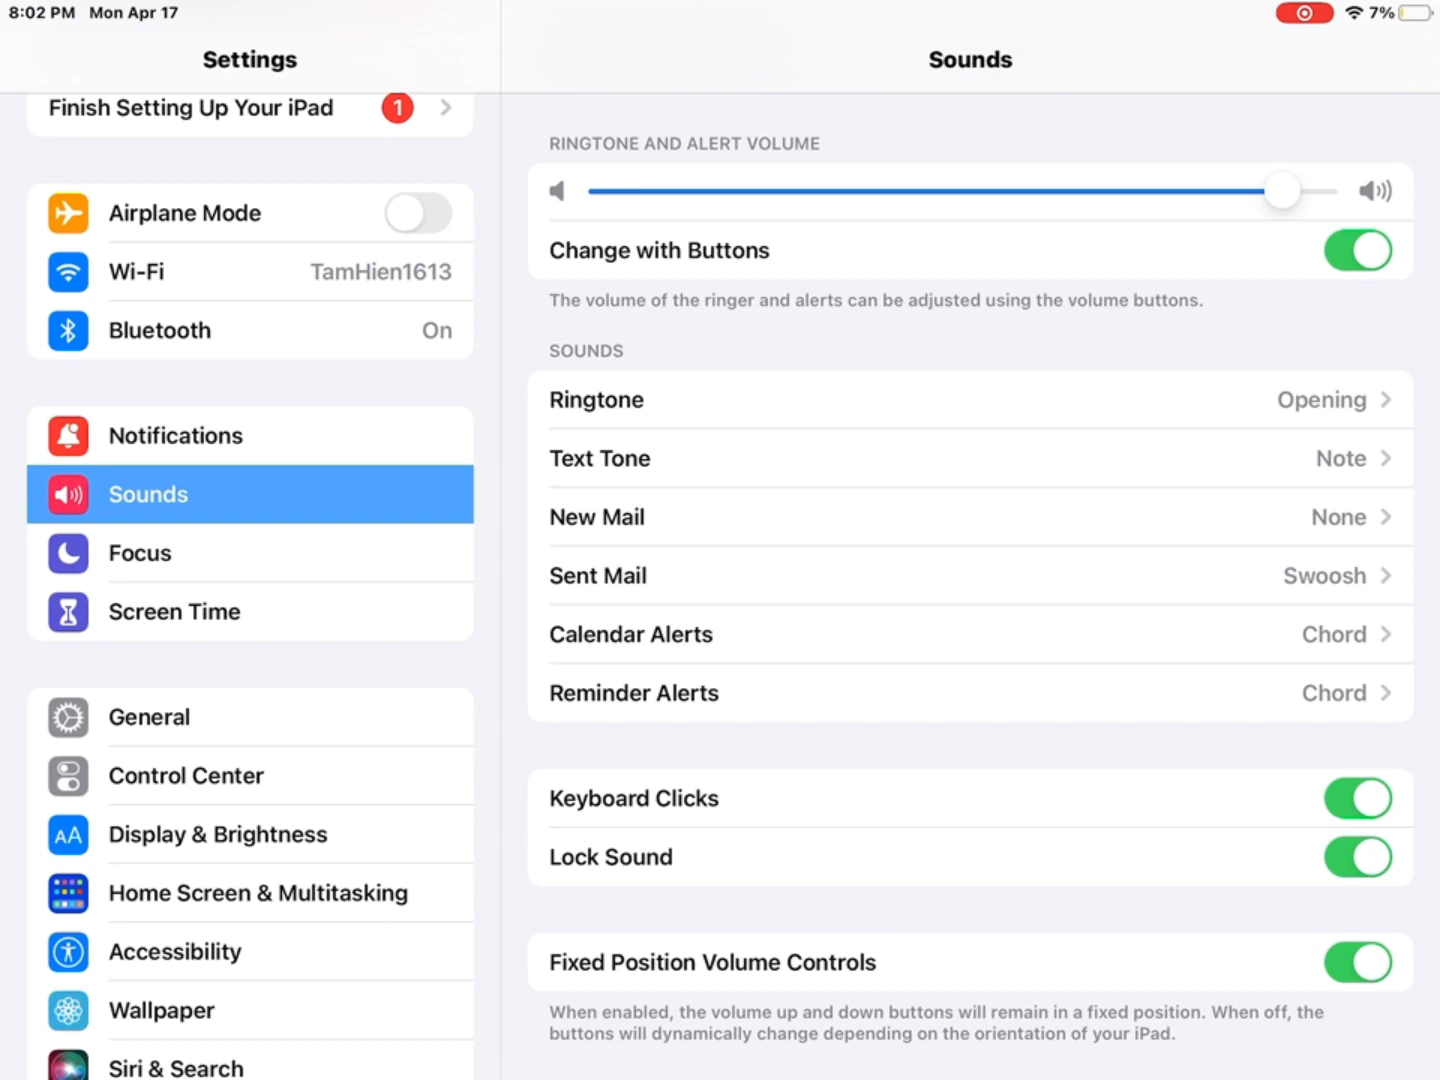 8:02 PM Mon Apr 17
7%
Settings
Finish Setting Up Your iPad 1
Airplane Mode
Wi-Fi TamHien1613
Bluetooth On
Notifications
Sounds
Focus
Screen Time
General
Control Center
AA Display & Brightness
Home Screen & Multitasking
Accessibility
Wallpaper
Siri & Search
Sounds
RINGTONE AND ALERT VOLUME
Change with Buttons
The volume of the ringer and alerts can be adjusted using the volume buttons.
SOUNDS
Ringtone Opening
Text Tone Note
New Mail None
Sent Mail Swoosh
Calendar Alerts Chord
Reminder Alerts Chord
Keyboard Clicks
Lock Sound
Fixed Position Volume Controls
When enabled, the volume up and down buttons will remain in a fixed position. When off, the
buttons will dynamically change depending on the orientation of your iPad.